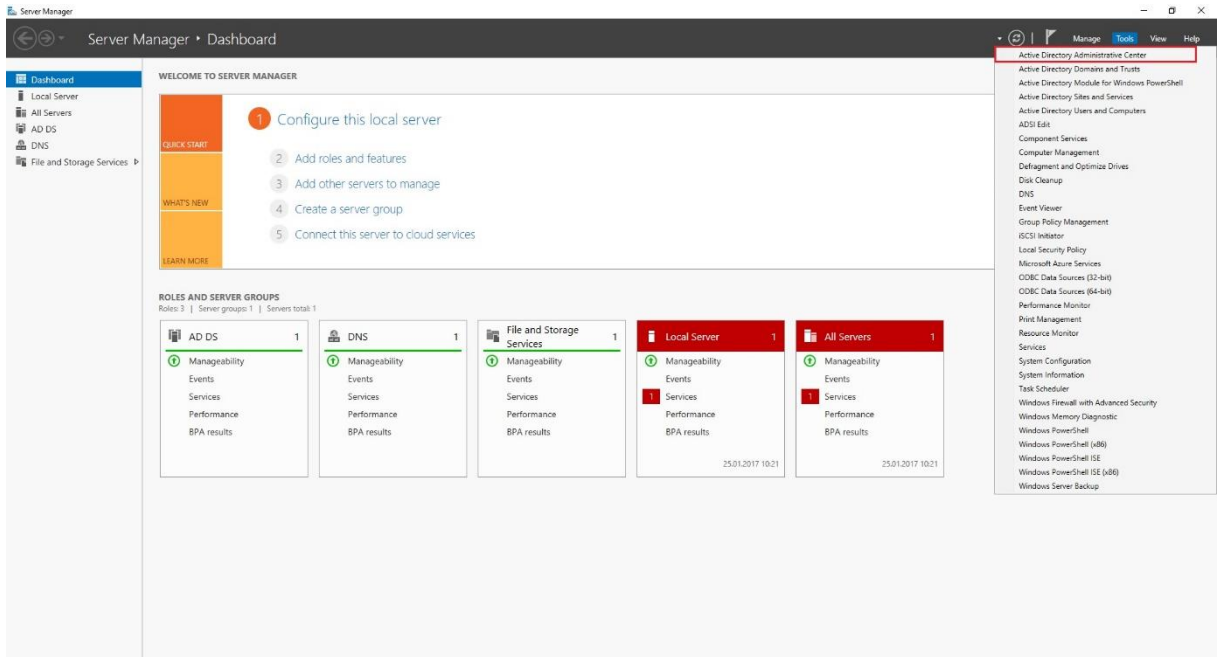 Server Manager
Server Manager • Dashboard
Manage Tools View Help
Dashboard
Local Server
All Servers
AD DS
DNS
File and Storage Services
WELCOME TO SERVER MANAGER
QUICK START
WHAT'S NEW
LEARN MORE
1 Configure this local server
2 Add roles and features
3 Add other servers to manage
4 Create a server group
5 Connect this server to cloud services
ROLES AND SERVER GROUPS
Roles: 3 | Server groups: 1 | Servers total: 1
AD DS 1
Manageability
Events
Services
Performance
BPA results
DNS 1
Manageability
Events
Services
Performance
BPA results
File and Storage
Services 1
Manageability
Events
Services
Performance
BPA results
Local Server 1
Manageability
Events
1 Services
Performance
BPA results
25.01.2017 10:21
All Servers 1
Manageability
Events
1 Services
Performance
BPA results
25.01.2017 10:21
Active Directory Administrative Center
Active Directory Domains and Trusts
Active Directory Module for Windows PowerShell
Active Directory Sites and Services
Active Directory Users and Computers
ADSI Edit
Component Services
Computer Management
Defragment and Optimize Drives
Disk Cleanup
DNS
Event Viewer
Group Policy Management
iSCSI Initiator
Local Security Policy
Microsoft Azure Services
ODBC Data Sources (32-bit)
ODBC Data Sources (64-bit)
Performance Monitor
Print Management
Resource Monitor
Services
System Configuration
System Information
Task Scheduler
Windows Firewall with Advanced Security
Windows Memory Diagnostic
Windows PowerShell
Windows PowerShell (x86)
Windows PowerShell ISE
Windows PowerShell ISE (x86)
Windows Server Backup